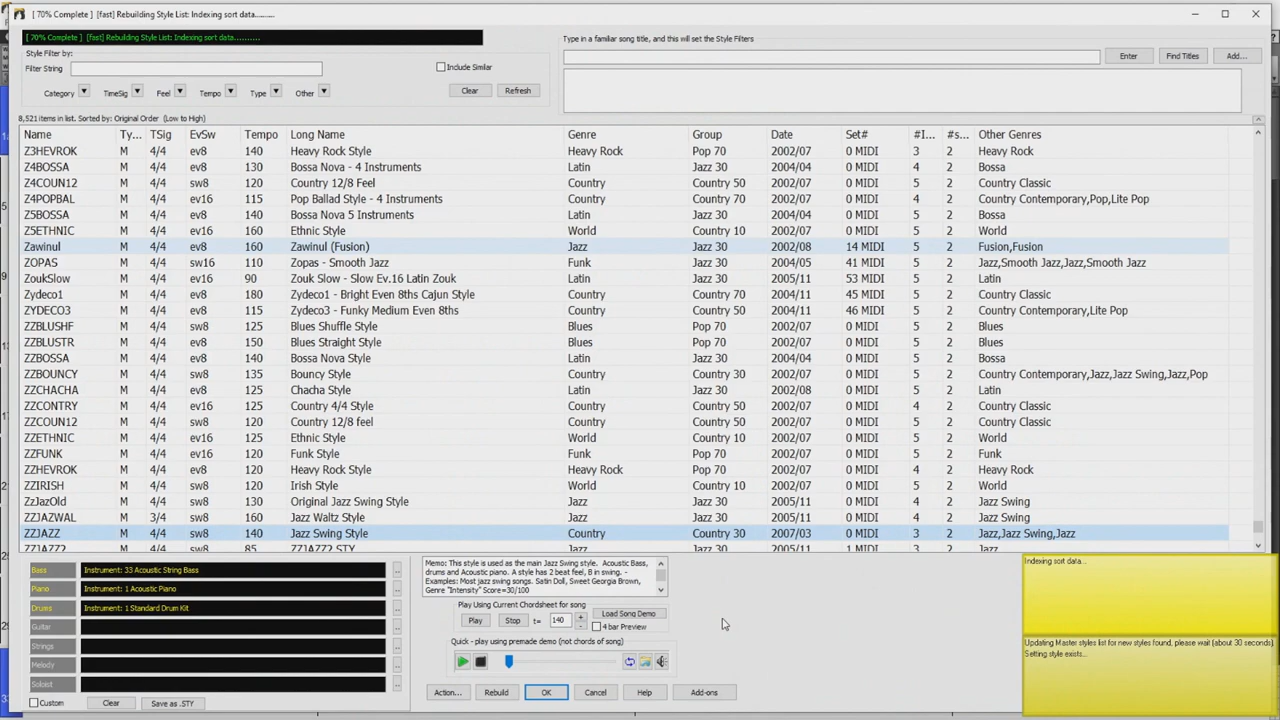 [ 70% Complete ] [fast] Rebuilding Style List: Indexing sort data..........
[ 70% Complete ] [fast] Rebuilding Style List: Indexing sort data..........
Type in a familiar song title, and this will set the Style Filters
Style Filter by:
Filter String
Include Similar
Enter Find Titles Add...
Category TimeSig Feel Tempo Type Other Clear Refresh
8,521 items in list. Sorted by: Original Order (Low to High)
Name Ty... TSig EvSw Tempo Long Name Genre Group Date Set# #I... #s... Other Genres
Z3HEVROK M 4/4 ev8 140 Heavy Rock Style Heavy Rock Pop 70 2002/07 0 MIDI 3 2 Heavy Rock
Z4BOSSA M 4/4 ev8 130 Bossa Nova - 4 Instruments Latin Jazz 30 2002/07 0 MIDI 4 2 Bossa
Z4COUN12 M 4/4 sw8 120 Country 12/8 Feel Country Country 50 2002/07 0 MIDI 5 2 Country Classic
Z4POPBAL M 4/4 ev16 115 Pop Ballad Style - 4 Instruments Country Country 70 2002/07 0 MIDI 4 2 Country Contemporary,Pop,Lite Pop
Z5BOSSA M 4/4 ev8 140 Bossa Nova 5 Instruments Latin Jazz 30 2004/04 0 MIDI 5 2 Bossa
Z5ETHNIC M 4/4 ev16 160 Ethnic Style World Country 10 2002/07 0 MIDI 5 2 World
Zawinul M 4/4 ev8 160 Zawinul (Fusion) Jazz Jazz 30 2002/08 14 MIDI 5 2 Fusion,Fusion
ZOPAS M 4/4 sw16 110 Zopas - Smooth Jazz Funk Jazz 30 2004/05 41 MIDI 5 2 Jazz,Smooth Jazz,Jazz,Smooth Jazz
ZoukSlow M 4/4 ev16 90 Zouk Slow - Slow Ev.16 Latin Zouk Latin Jazz 30 2005/11 53 MIDI 5 2 Latin
Zydeco1 M 4/4 ev8 180 Zydeco1 - Bright Even 8ths Cajun Style Country Country 70 2004/11 45 MIDI 5 2 Country Classic
ZYDECO3 M 4/4 ev8 115 Zydeco3 - Funky Medium Even 8ths Country Country 70 2004/11 46 MIDI 5 2 Country Contemporary,Lite Pop
ZZBLUSHF M 4/4 sw8 125 Blues Shuffle Style Blues Pop 70 2002/07 0 MIDI 5 2 Blues
ZZBLUSTR M 4/4 ev8 150 Blues Straight Style Blues Pop 70 2002/07 0 MIDI 5 2 Blues
ZZBOSSA M 4/4 ev8 140 Bossa Nova Style Latin Jazz 30 2004/04 0 MIDI 5 2 Bossa
ZZBOUNCY M 4/4 sw8 135 Bouncy Style Country Country 30 2002/07 0 MIDI 5 2 Country Contemporary,Jazz,Jazz Swing,Jazz,Pop
ZZCHACHA M 4/4 ev8 125 Chacha Style Latin Jazz 30 2002/08 0 MIDI 5 2 Latin
ZZCONTRY M 4/4 ev16 125 Country 4/4 Style Country Country 50 2002/07 0 MIDI 4 2 Country Classic
ZZCOUN12 M 4/4 sw8 120 Country 12/8 feel Country Country 50 2002/07 0 MIDI 5 2 Country Classic
ZZETHNIC M 4/4 ev16 125 Ethnic Style World Country 10 2002/07 0 MIDI 5 2 World
ZZFUNK M 4/4 ev16 120 Funk Style Funk Pop 70 2002/07 0 MIDI 5 2 Funk
ZZHEVROK M 4/4 ev8 140 Heavy Rock Style Heavy Rock Pop 70 2002/07 0 MIDI 4 2 Heavy Rock
ZZIRISH M 4/4 sw8 120 Irish Style World Country 10 2002/07 0 MIDI 5 2 World
ZzJazOld M 4/4 sw8 130 Original Jazz Swing Style Jazz Jazz 30 2005/11 0 MIDI 4 2 Jazz Swing
ZZJAZWAL M 3/4 sw8 160 Jazz Waltz Style Jazz Jazz 30 2005/11 0 MIDI 4 2 Jazz Swing
ZZJAZZ M 4/4 sw8 140 Jazz Swing Style Country Country 30 2007/03 0 MIDI 3 2 Jazz,Jazz Swing,Jazz
ZZJAZZ2 M 4/4 sw8 85 ZZJAZZ2.STY Jazz Jazz 30 2005/11 1 MIDI 5 2 Jazz Swing
Bass Instrument: 33 Acoustic String Bass
Piano Instrument: 1 Acoustic Piano
Drums Instrument: 1 Standard Drum Kit
Guitar
Strings
Melody
Soloist
Custom Clear Save as .STY
Memo: This style is used as the main Jazz Swing style. Acoustic Bass,
drums and Acoustic piano. A style has 2 beat feel, B in swing. -
Examples: Most jazz swing songs. Satin Doll, Sweet Georgia Brown,
Genre "Intensity" Score=30/100
Play Using Current Chordsheet for song
Load Song Demo
Play Stop t= 140 + -
4 bar Preview
Quick - play using premade demo (not chords of song)
Action... Rebuild OK Cancel Help Add-ons
Indexing sort data...
Updating Master styles list for new styles found, please wait (about 30 seconds).
Setting style exists...